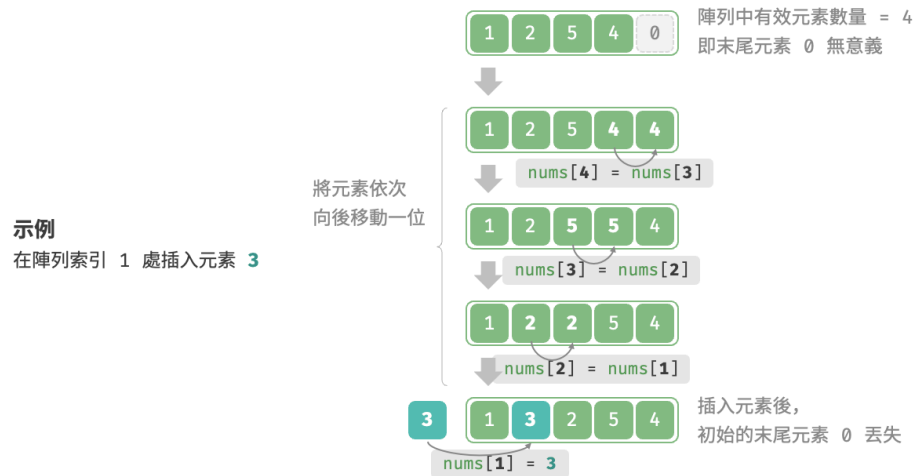 1 2 5 4 0
陣列中有效元素數量 = 4
即末尾元素 0 無意義
1 2 5 4 4
nums[4] = nums[3]
將元素依次
向後移動一位
1 2 5 5 4
nums[3] = nums[2]
示例
在陣列索引 1 處插入元素 3
1 2 2 5 4
nums[2] = nums[1]
3 1 3 2 5 4
插入元素後，
初始的末尾元素 0 丟失
nums[1] = 3